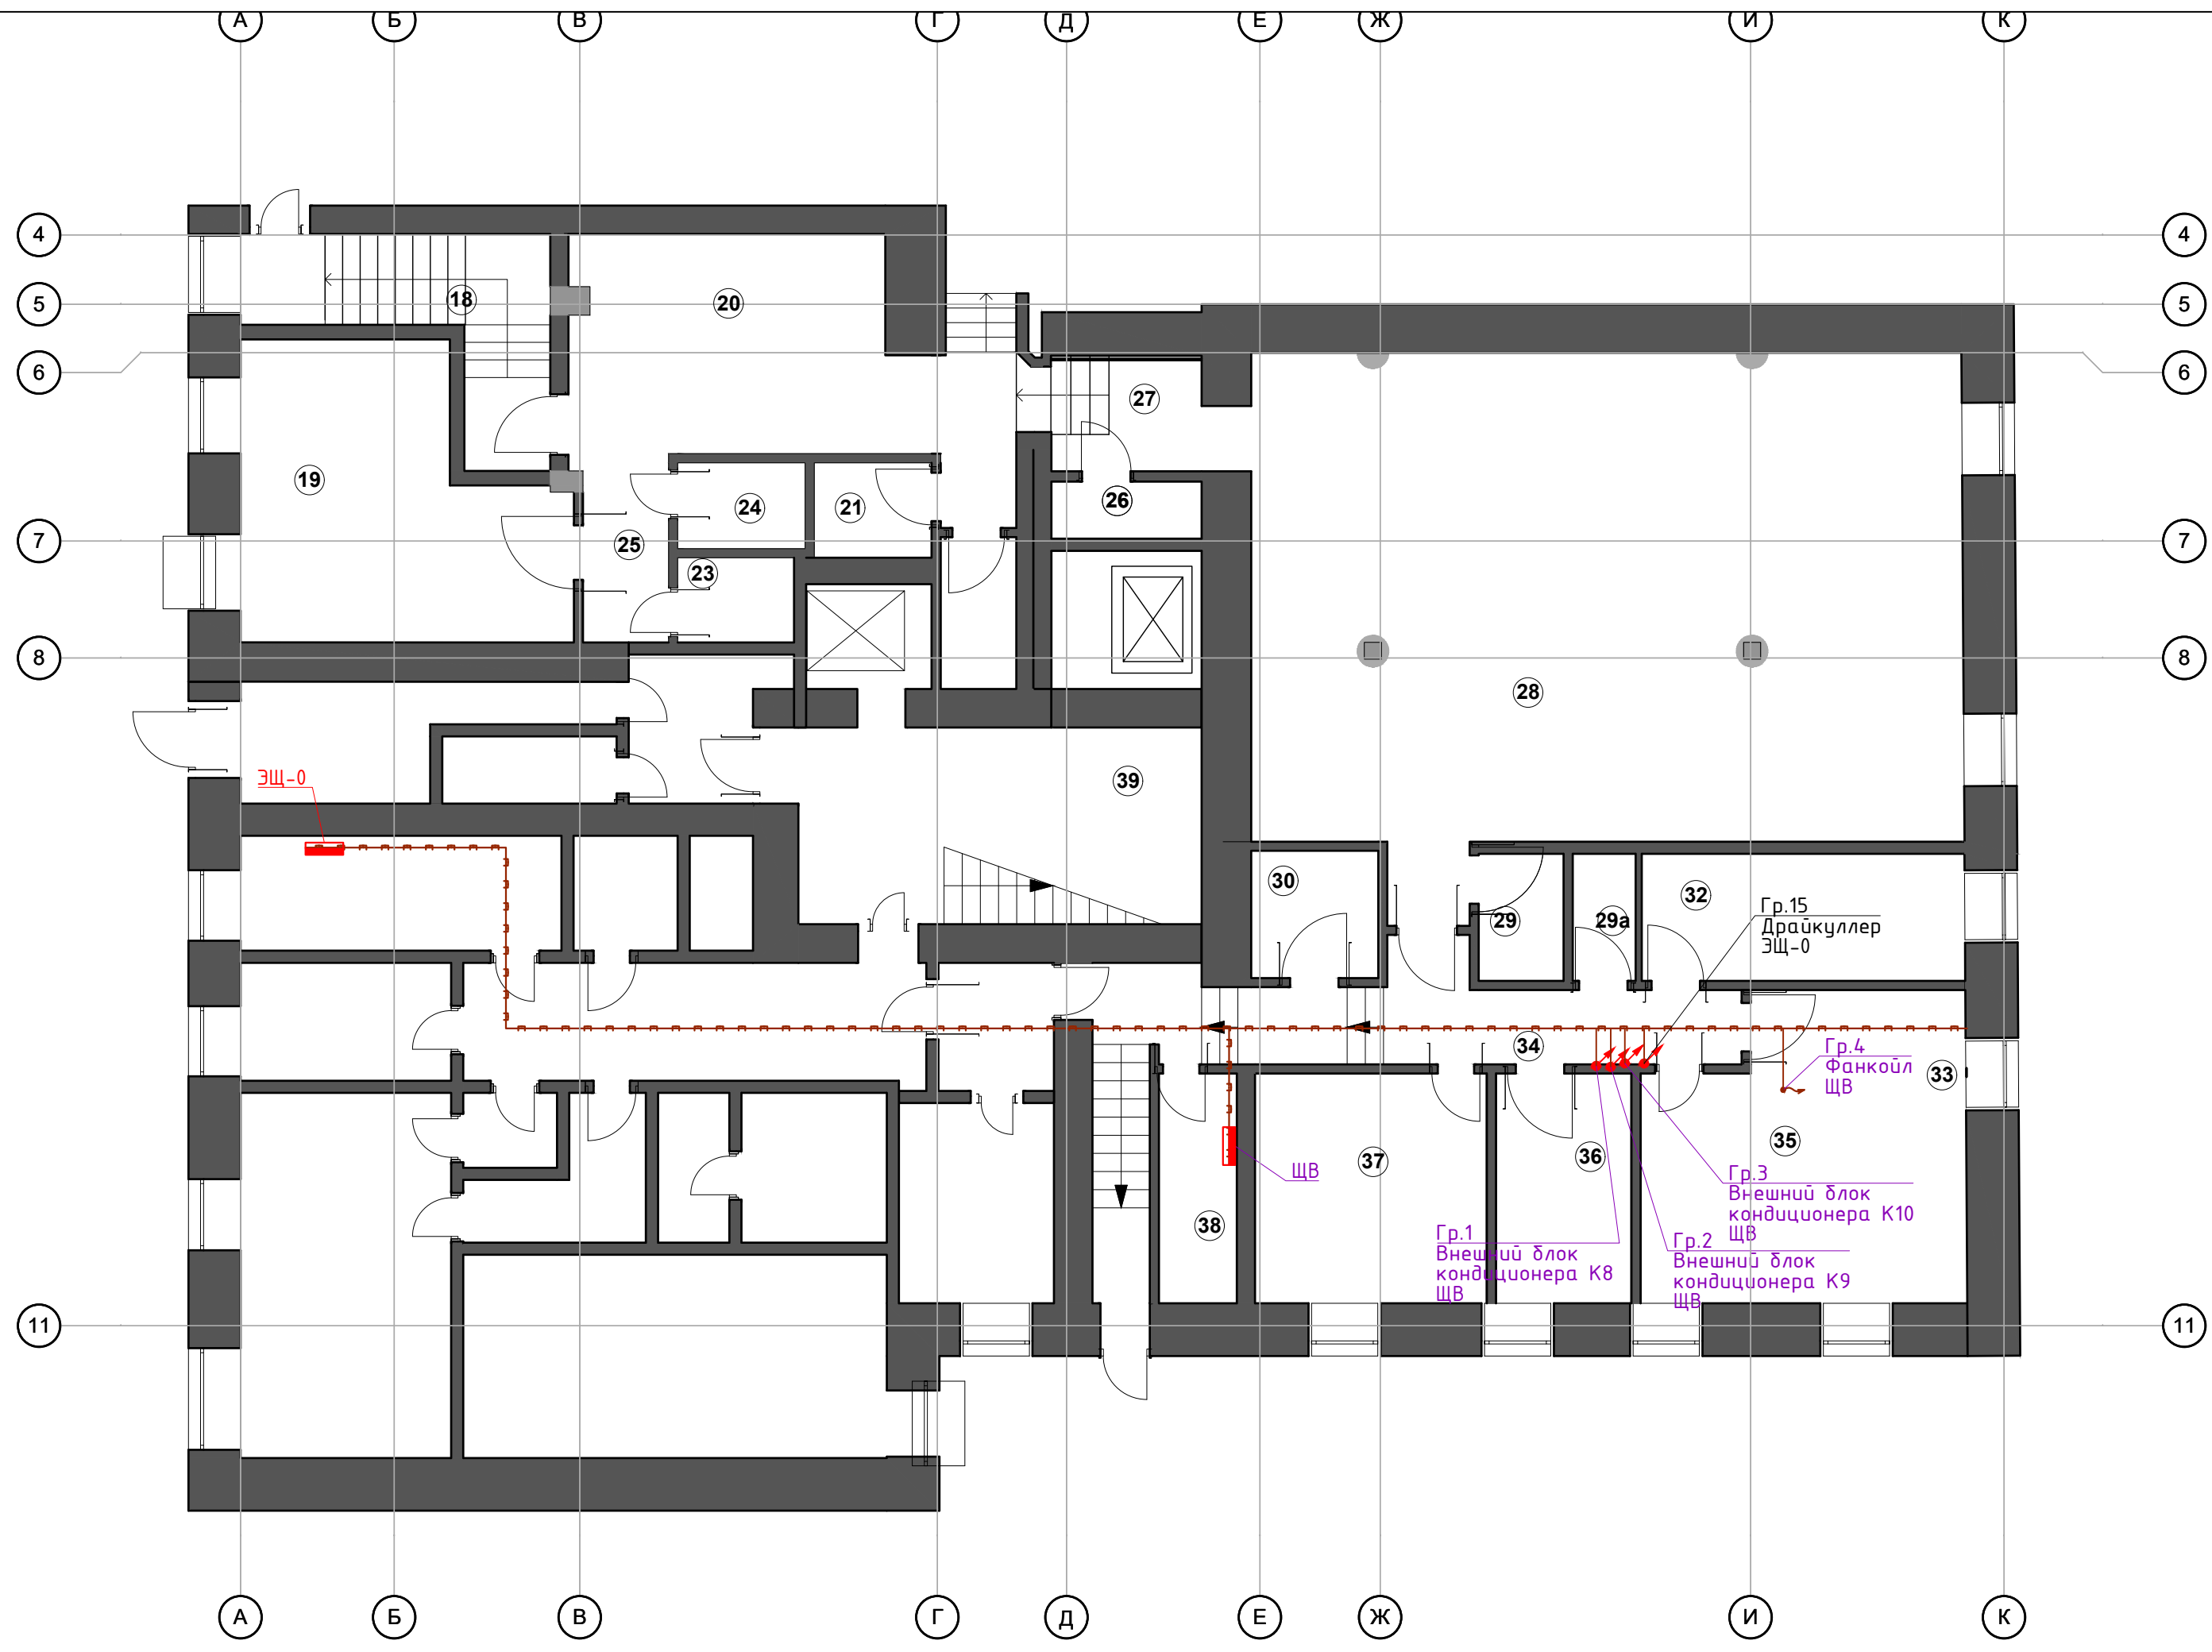 А Б В Г Д Е Ж И К
4 4
5 5
18 20
6 6
27
19
24 21 26
7 7
25
23
8 8
28
ЭЩ-0
39
30
32
29 29а
Гр.15
Драйкуллер
ЭЩ-0
34
Гр.4
Фанкойл
ЩВ
33
35
36
37
ЩВ
38
Гр.3
Внешний блок
кондиционера К10
ЩВ
Гр.1
Внешний блок
кондиционера К8
ЩВ
Гр.2
Внешний блок
кондиционера К9
ЩВ
11 11
А Б В Г Д Е Ж И К